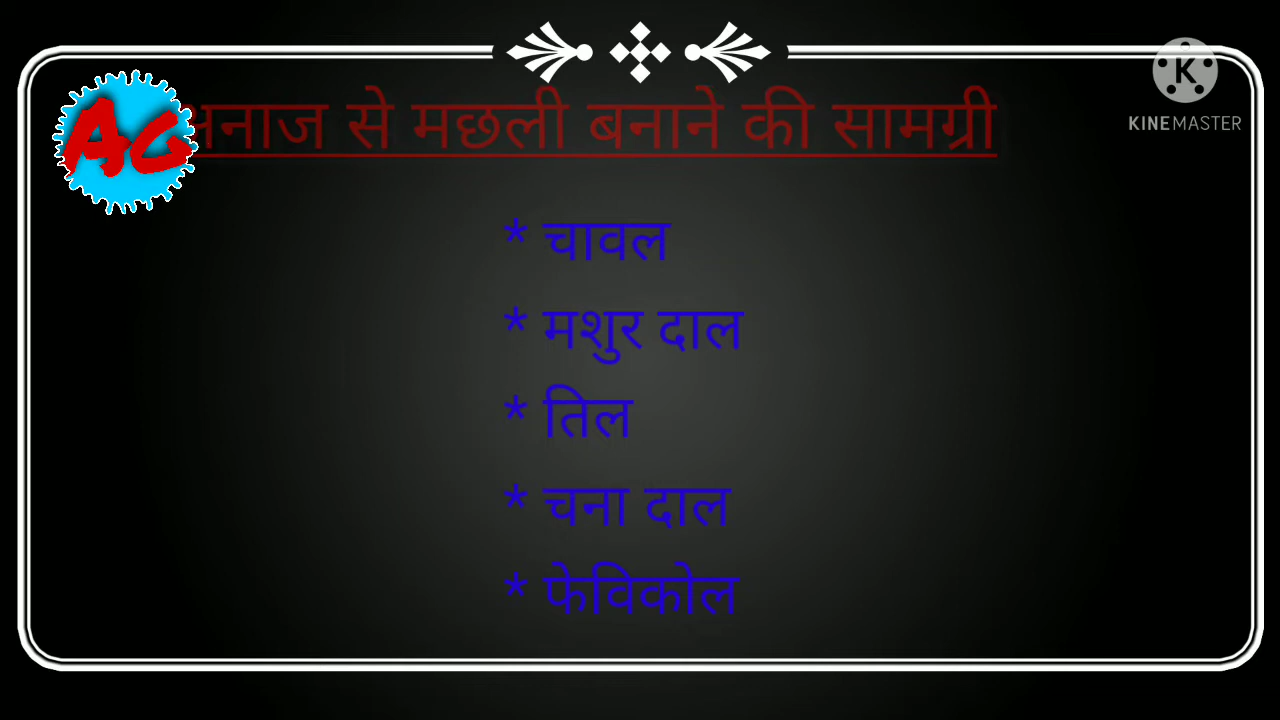 AG
अनाज से मछली बनाने की सामग्री
K
KINEMASTER
* चावल
* मशुर दाल
* तिल
* चना दाल
* फेविकोल